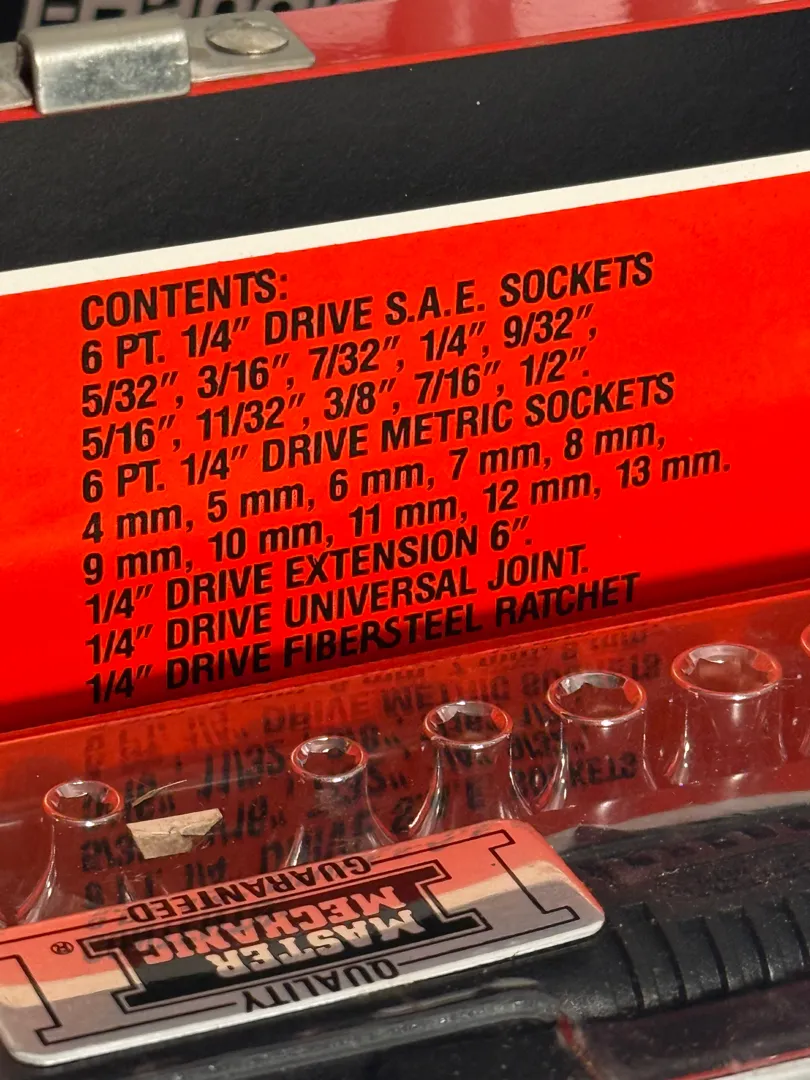 CONTENTS:
6 PT. 1/4" DRIVE S.A.E. SOCKETS
5/32", 3/16", 7/32", 1/4", 9/32",
5/16", 11/32", 3/8", 7/16", 1/2".
6 PT. 1/4" DRIVE METRIC SOCKETS
4 mm, 5 mm, 6 mm, 7 mm, 8 mm,
9 mm, 10 mm, 11 mm, 12 mm, 13 mm.
1/4" DRIVE EXTENSION 6".
1/4" DRIVE UNIVERSAL JOINT.
1/4" DRIVE FIBERSTEEL RATCHET
QUALITY
MASTER
MECHANIC®
GUARANTEED